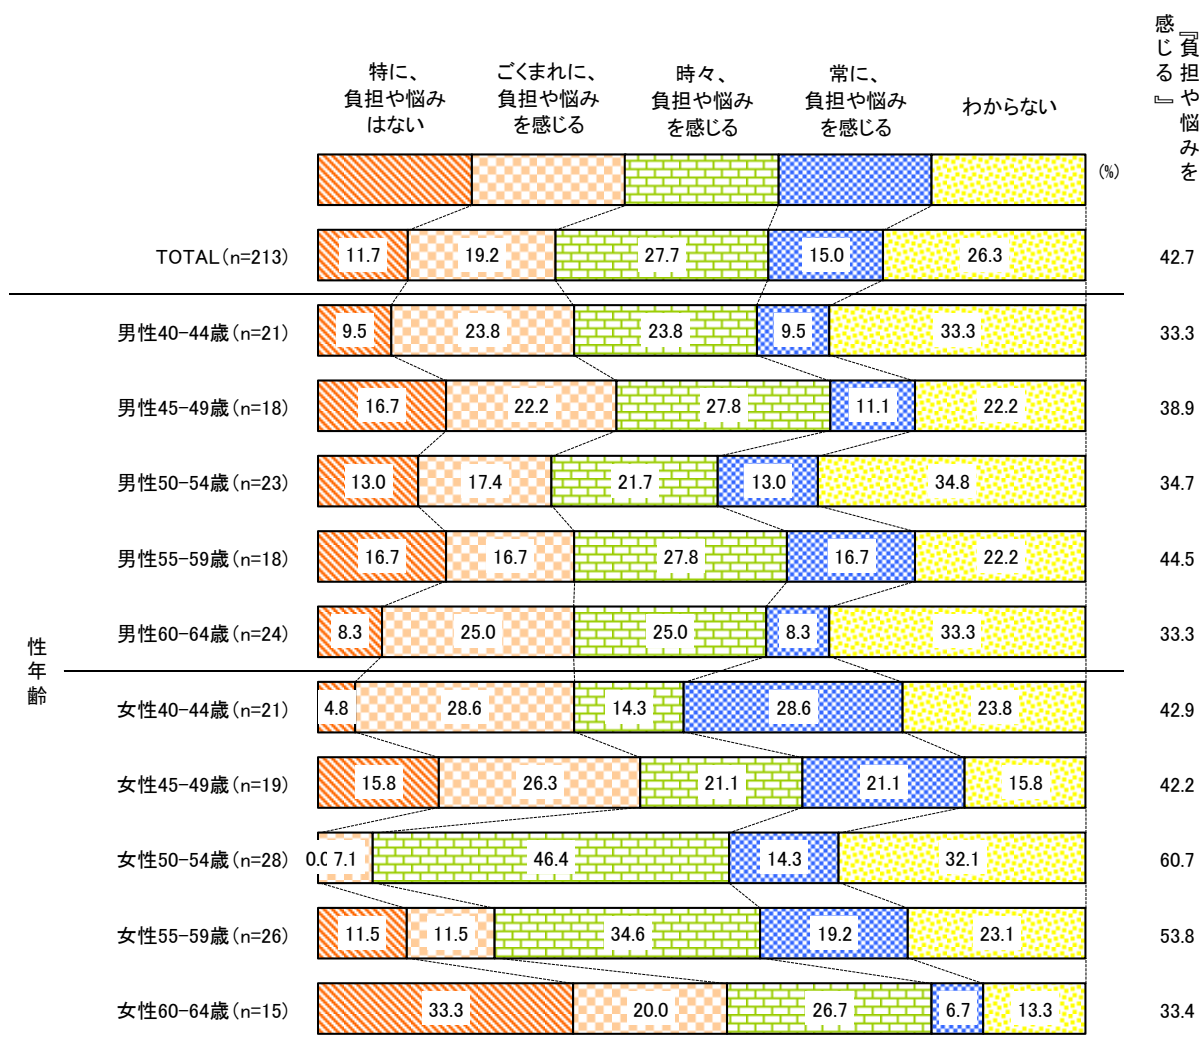 『負担や悩みを
感じる』
特に、
負担や悩み
はない
ごくまれに、
負担や悩み
を感じる
時々、
負担や悩み
を感じる
常に、
負担や悩み
を感じる
わからない
(%)
TOTAL(n=213) 11.7 19.2 27.7 15.0 26.3 42.7
男性40-44歳(n=21) 9.5 23.8 23.8 9.5 33.3 33.3
男性45-49歳(n=18) 16.7 22.2 27.8 11.1 22.2 38.9
男性50-54歳(n=23) 13.0 17.4 21.7 13.0 34.8 34.7
男性55-59歳(n=18) 16.7 16.7 27.8 16.7 22.2 44.5
男性60-64歳(n=24) 8.3 25.0 25.0 8.3 33.3 33.3
性年齢
女性40-44歳(n=21) 4.8 28.6 14.3 28.6 23.8 42.9
女性45-49歳(n=19) 15.8 26.3 21.1 21.1 15.8 42.2
女性50-54歳(n=28) 0.0 7.1 46.4 14.3 32.1 60.7
女性55-59歳(n=26) 11.5 11.5 34.6 19.2 23.1 53.8
女性60-64歳(n=15) 33.3 20.0 26.7 6.7 13.3 33.4